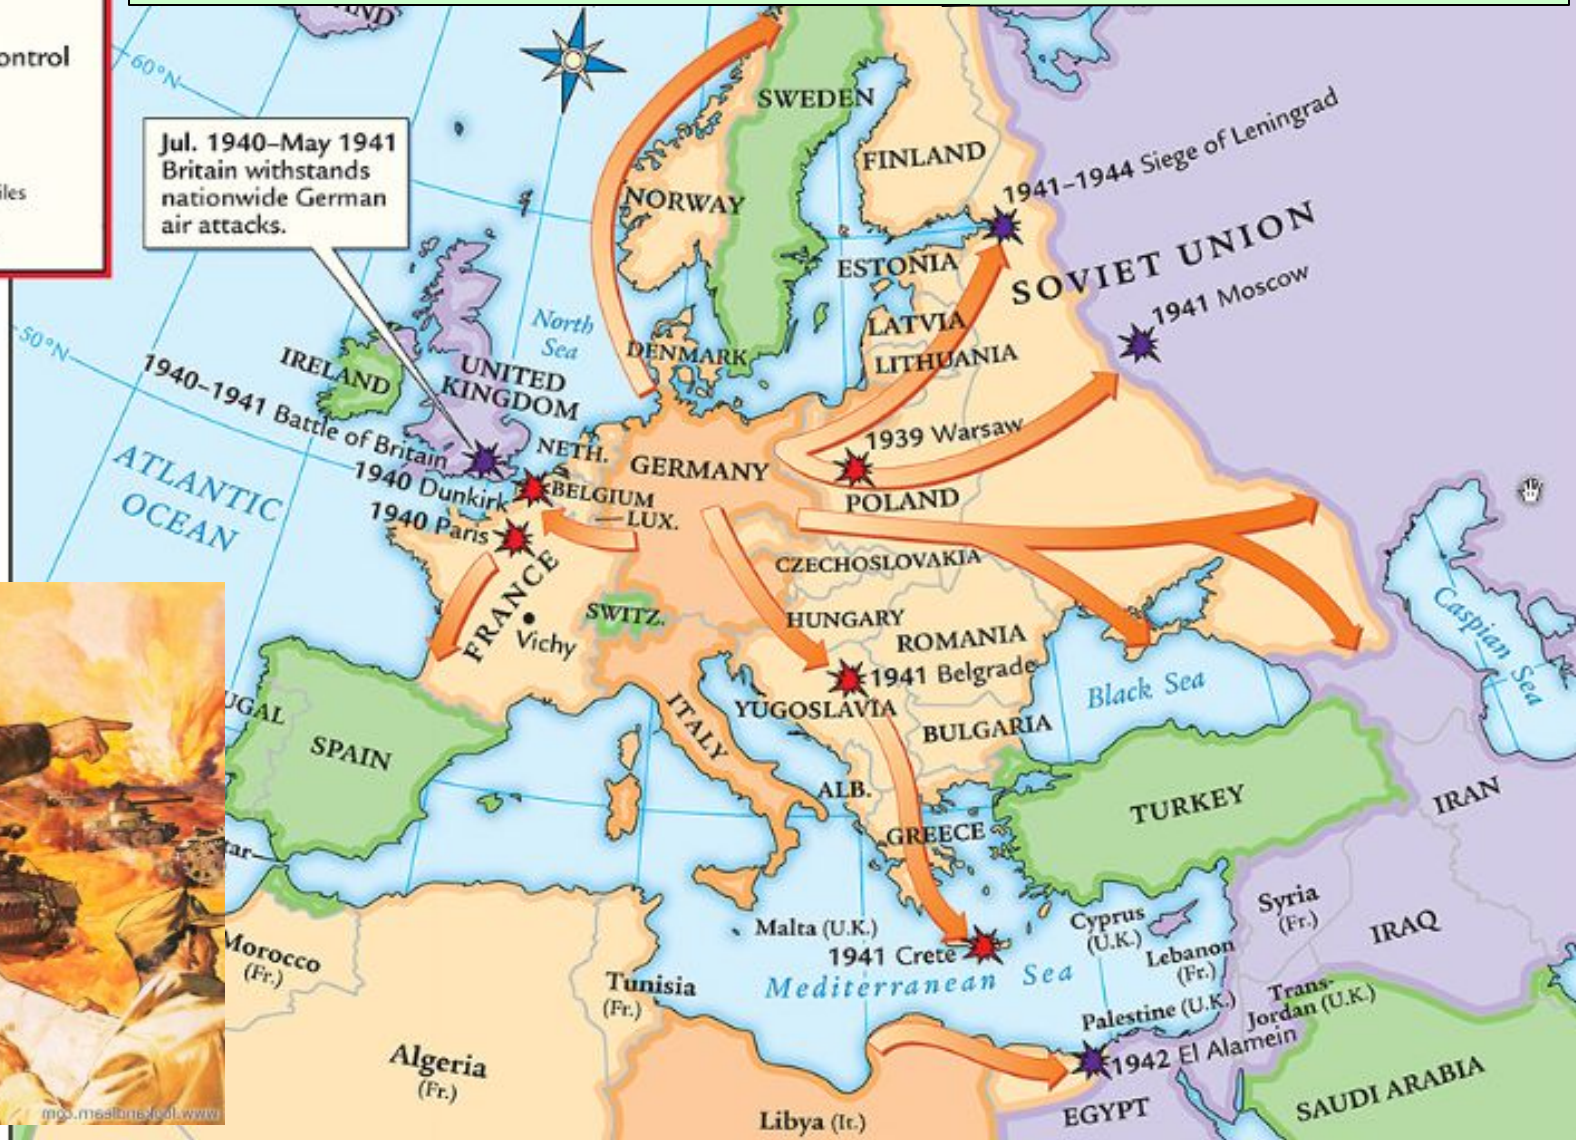 ontrol
iles
60°N
50°N
AND
Jul. 1940–May 1941
Britain withstands
nationwide German
air attacks.
SWEDEN
FINLAND
NORWAY
1941–1944 Siege of Leningrad
SOVIET UNION
1941 Moscow
ESTONIA
LATVIA
LITHUANIA
North
Sea
DENMARK
IRELAND
UNITED
KINGDOM
1940–1941 Battle of Britain
1940 Dunkirk
1940 Paris
NETH.
BELGIUM
LUX.
GERMANY
1939 Warsaw
POLAND
ATLANTIC
OCEAN
CZECHOSLOVAKIA
FRANCE
Vichy
SWITZ.
HUNGARY
ROMANIA
1941 Belgrade
YUGOSLAVIA
BULGARIA
Black Sea
Caspian Sea
ITALY
UGAL
SPAIN
ALB.
GREECE
TURKEY
IRAN
tar
Malta (U.K.)
1941 Crete
Mediterranean Sea
Cyprus
(U.K.)
Syria
(Fr.)
IRAQ
Lebanon
(Fr.)
Palestine (U.K.)
Trans-
Jordan (U.K.)
1942 El Alamein
EGYPT
SAUDI ARABIA
Morocco
(Fr.)
Tunisia
(Fr.)
Algeria
(Fr.)
Libya (It.)
www.lookandlearn.com